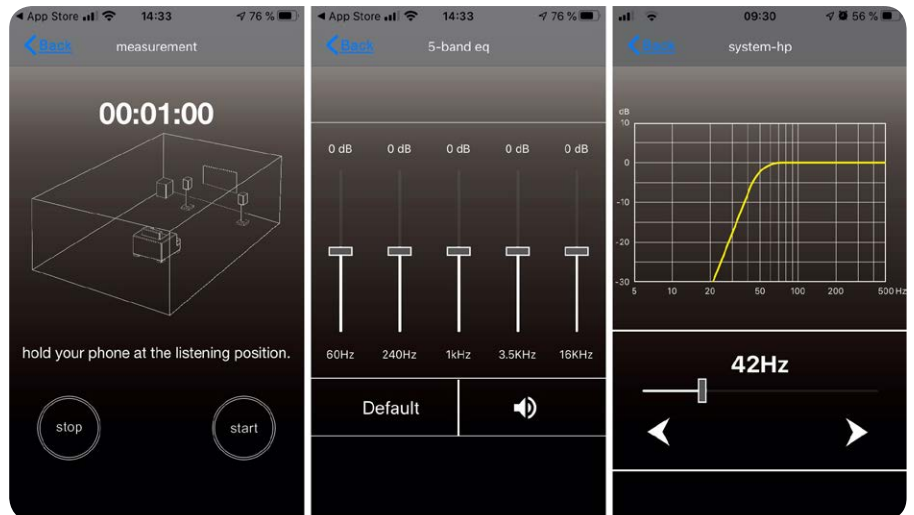 App Store 14:33 76 %
Back measurement
00:01:00
hold your phone at the listening position.
stop start
App Store 14:33 76 %
Back 5-band eq
0 dB 0 dB 0 dB 0 dB 0 dB
60Hz 240Hz 1kHz 3.5KHz 16KHz
Default
09:30 56 %
Back system-hp
dB
10
0
-10
-20
-30
5 10 20 50 100 200 500 Hz
42Hz